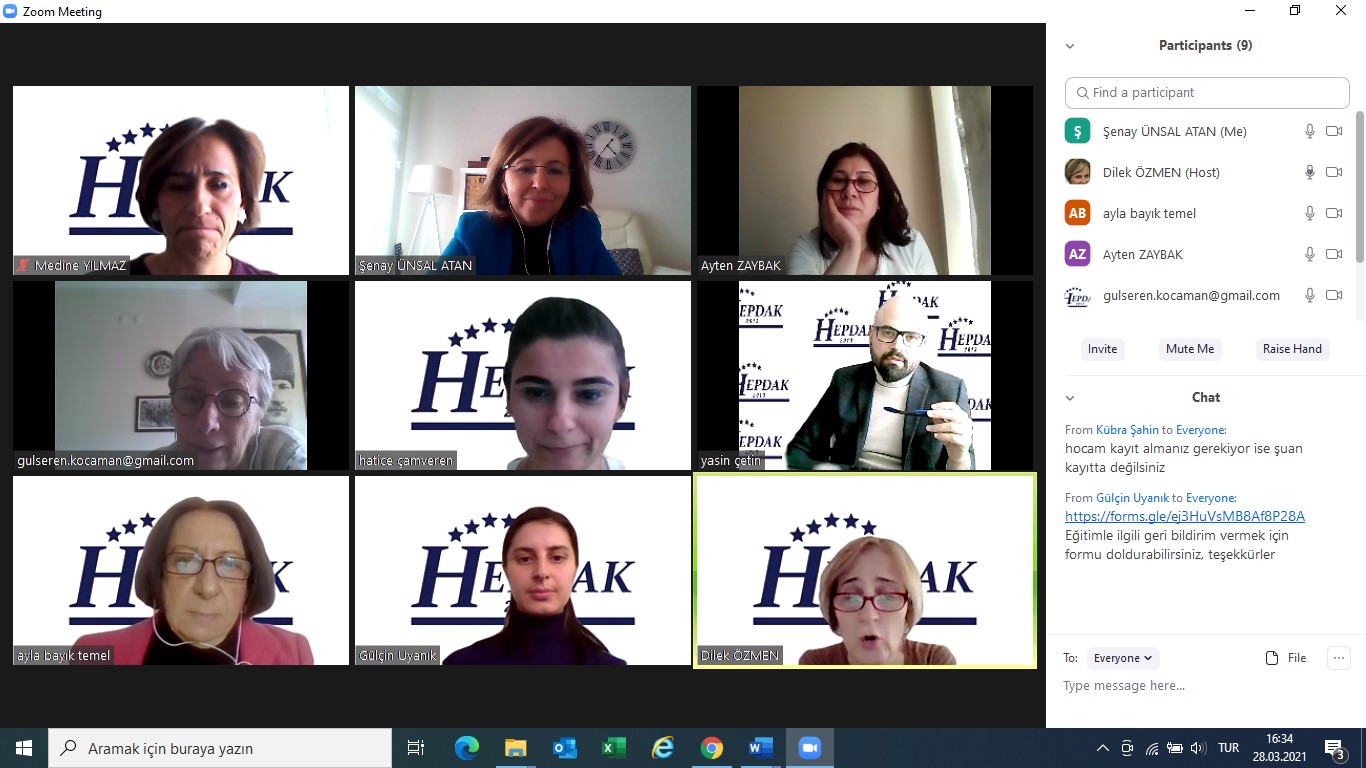 Zoom Meeting
Medine YILMAZ
Şenay ÜNSAL ATAN
Ayten ZAYBAK
gulseren.kocaman@gmail.com
HEPDAK
hatice çamveren
HEPDAK
2013
yasin çetin
ayla bayık temel
Gülçin Uyanık
Dilek ÖZMEN
Participants (9)
Find a participant
Ş
Şenay ÜNSAL ATAN (Me)
Dilek ÖZMEN (Host)
AB
ayla bayık temel
AZ
Ayten ZAYBAK
gulseren.kocaman@gmail.com
Invite
Mute Me
Raise Hand
Chat
From Kübra Şahin to Everyone:
hocam kayıt almanız gerekiyor ise şuan
kayıtta değilsiniz
From Gülçin Uyanık to Everyone:
https://forms.gle/ej3HuVsMB8Af8P28A
Eğitimle ilgili geri bildirim vermek için
formu doldurabilirsiniz, teşekkürler
To:
Everyone
File
Type message here...
Aramak için buraya yazın
TUR
16:34
28.03.2021
3